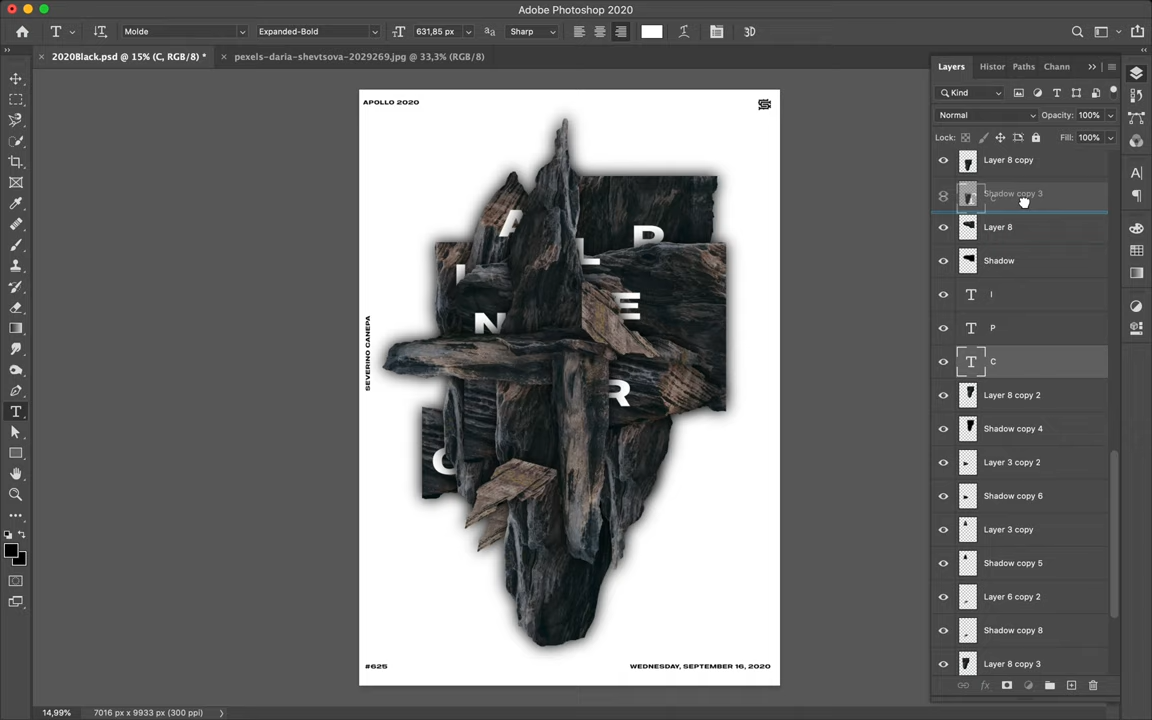 Adobe Photoshop 2020
T Molde Expanded-Bold 631,85 px Sharp 3D
2020Black.psd @ 15% (C, RGB/8) * pexels-daria-shevtsova-2029269.jpg @ 33,3% (RGB/8)
Layers Histor Paths Chann
Kind
Normal Opacity: 100%
Lock: Fill: 100%
Layer 8 copy
Shadow copy 3
C
Layer 8
Shadow
I
P
C
Layer 8 copy 2
Shadow copy 4
Layer 3 copy 2
Shadow copy 6
Layer 3 copy
Shadow copy 5
Layer 6 copy 2
Shadow copy 8
Layer 8 copy 3
APOLLO 2020
A P
I L
N E
R
C
SEVERINO CANEPA
#625 WEDNESDAY, SEPTEMBER 16, 2020
14,99% 7016 px x 9933 px (300 ppi)